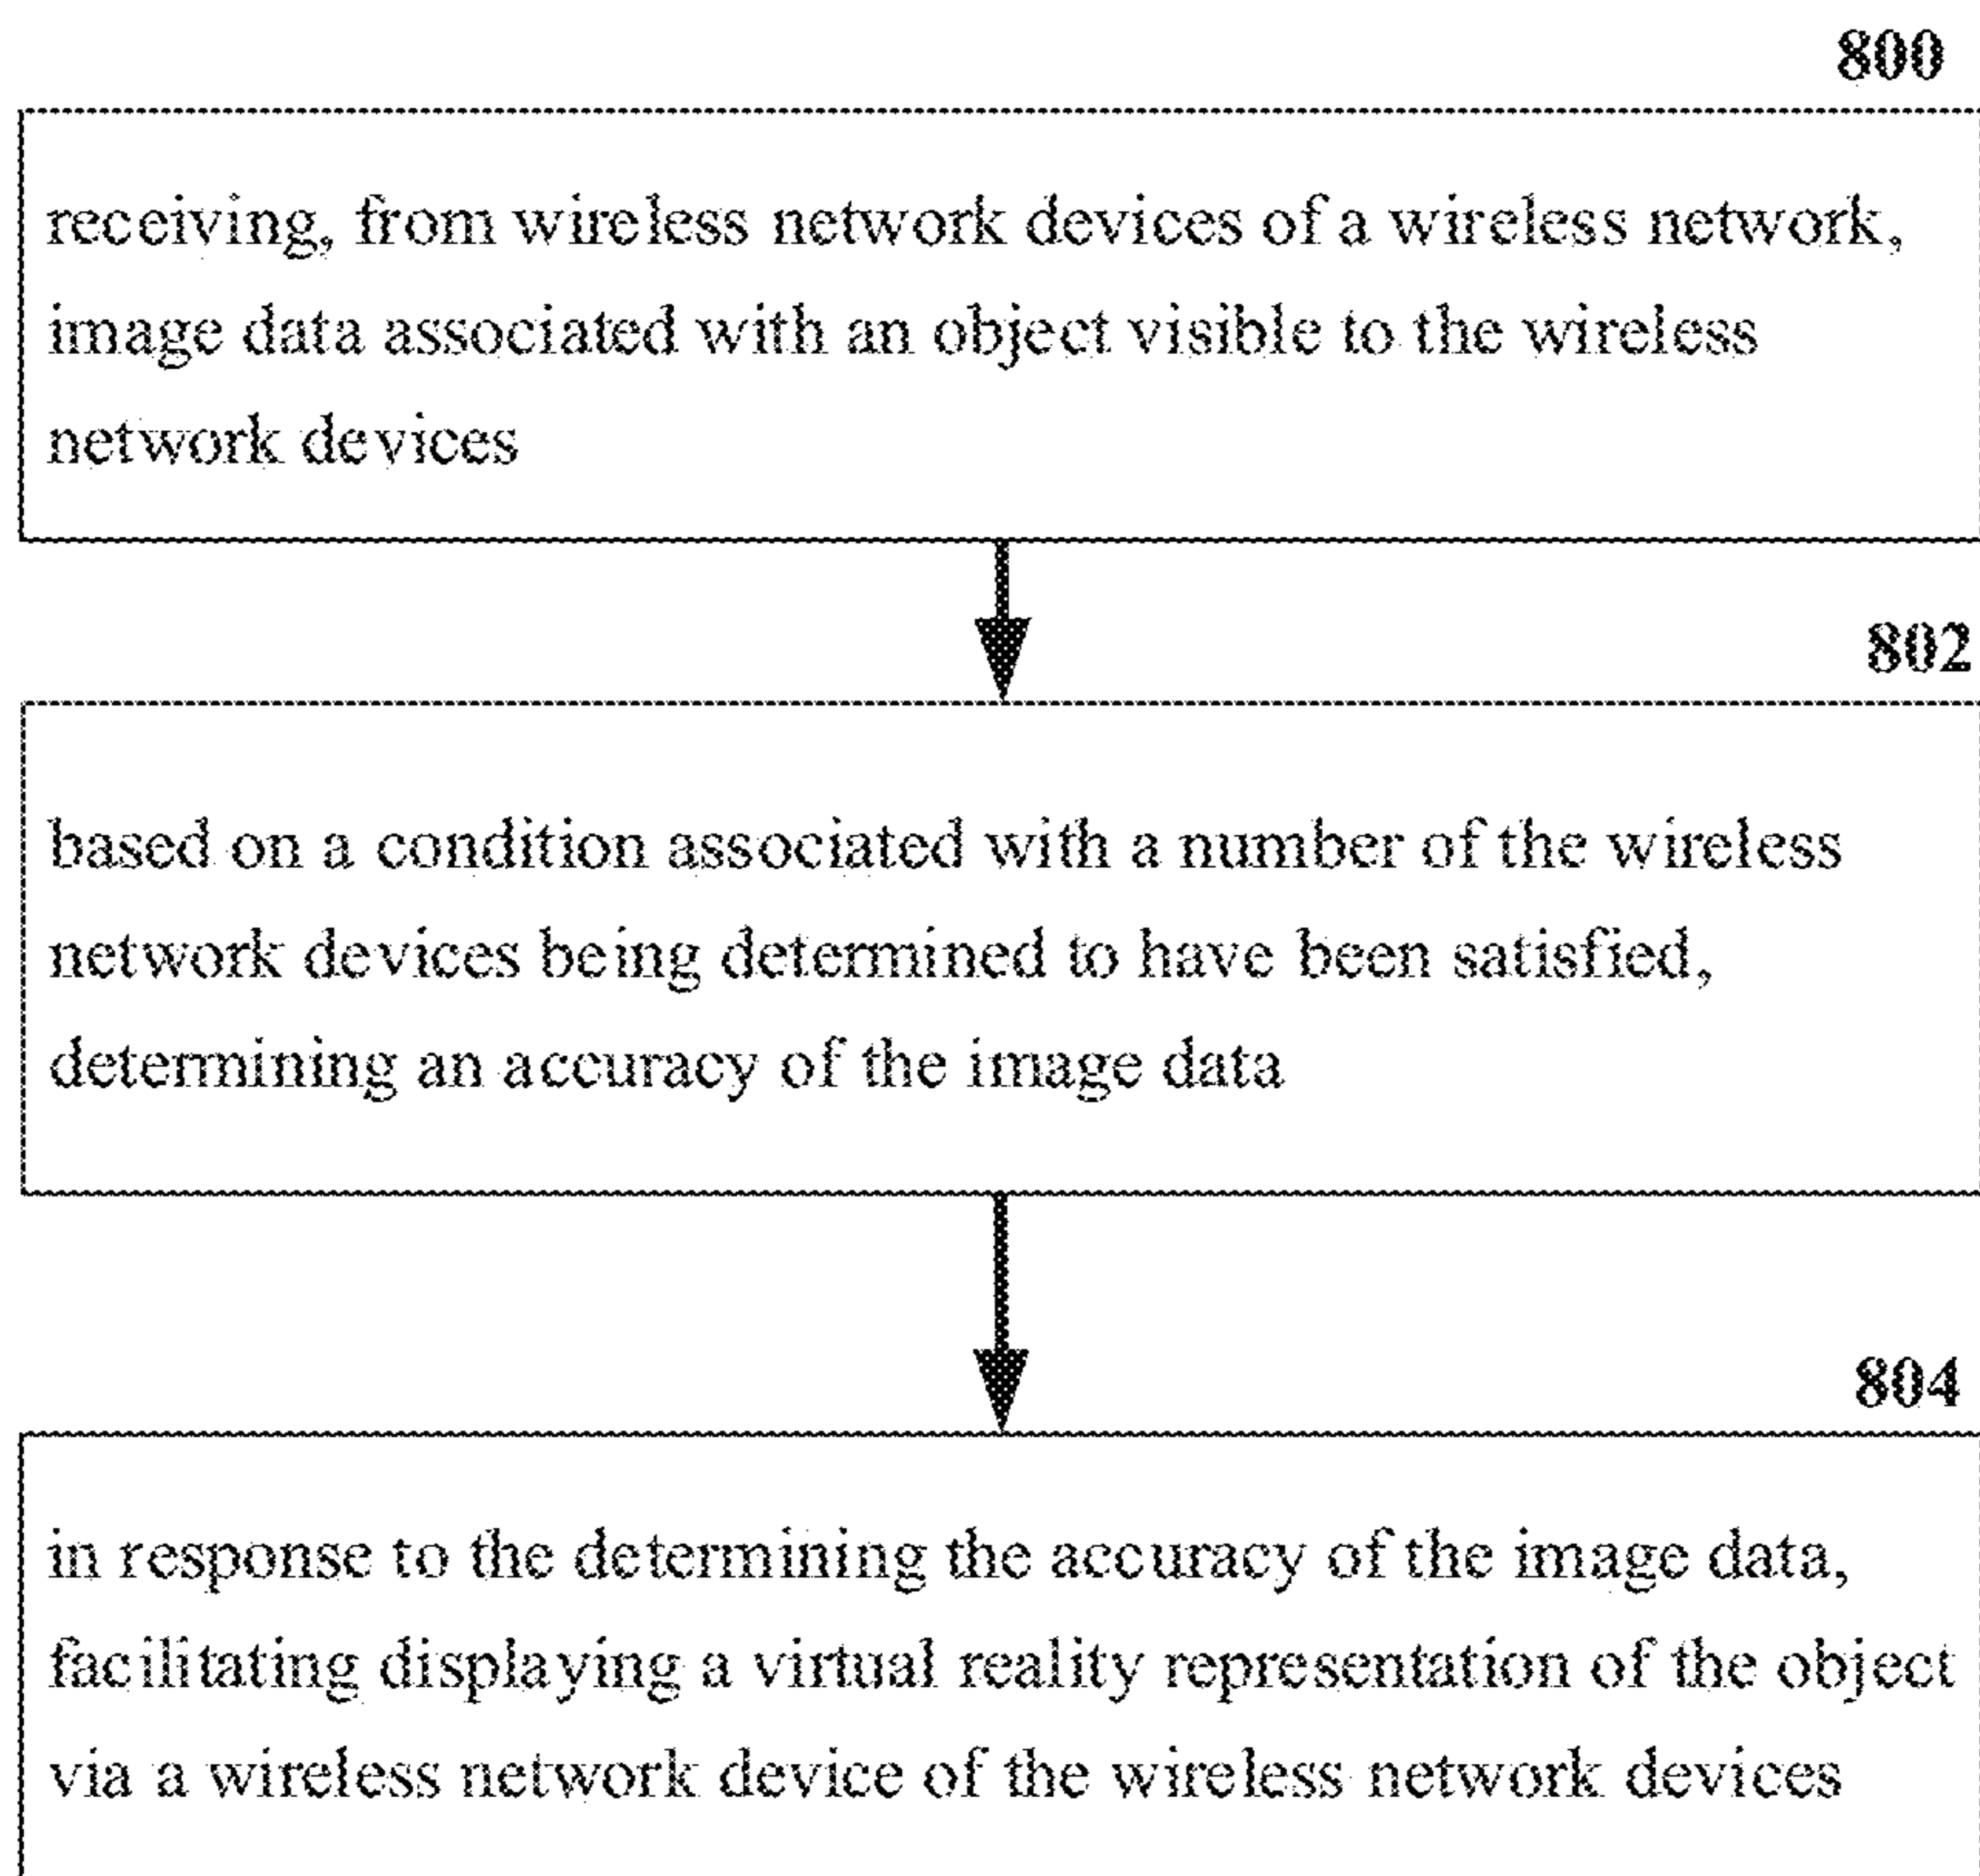 800
receiving, from wireless network devices of a wireless network,
image data associated with an object visible to the wireless
network devices
802
based on a condition associated with a number of the wireless
network devices being determined to have been satisfied,
determining an accuracy of the image data
804
in response to the determining the accuracy of the image data,
facilitating displaying a virtual reality representation of the object
via a wireless network device of the wireless network devices